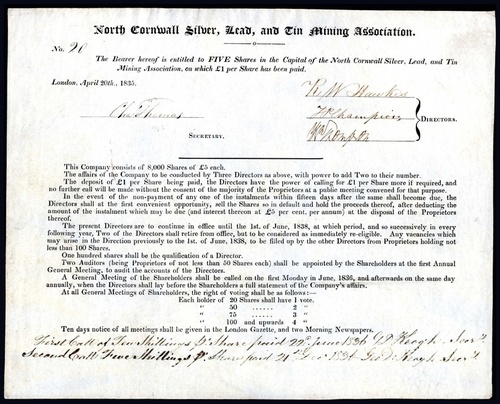 North Cornwall Silver, Lead, and Tin Mining Association.
No. 20
The Bearer hereof is entitled to FIVE Shares in the Capital of the North Cornwall Silver, Lead, and Tin
Mining Association, on which £1 per Share has been paid.
London, April 20th., 1835.
R W Hawkes
Chas Thomas
DIRECTORS.
SECRETARY.
This Company consists of 8,000 Shares of £5 each.
The affairs of the Company to be conducted by Three Directors as above, with power to add Two to their number.
The deposit of £1 per Share being paid, the Directors have the power of calling for £1 per Share more if required, and
no further call will be made without the consent of the majority of the Proprietors at a public meeting convened for that purpose.
In the event of the non-payment of any one of the instalments within fifteen days after the same shall become due, the
Directors shall at the first convenient opportunity, sell the Shares so in default and hold the proceeds thereof, after deducting the
amount of the instalment which may be due (and interest thereon at £5 per cent. per annum) at the disposal of the Proprietors
thereof.
The present Directors to continue in office until the 1st. of June, 1838, at which period, and so successively in every
following year, Two of the Directors shall retire from office, but to be considered as immediately re-eligible. Any vacancies which
may arise in the Direction previously to the 1st. of June, 1838, to be filled up by the other Directors from Proprietors holding not
less than 100 Shares.
One hundred shares shall be the qualification of a Director.
Two Auditors (being Proprietors of not less than 50 Shares each) shall be appointed by the Shareholders at the first Annual
General Meeting, to audit the accounts of the Directors.
A General Meeting of the Shareholders shall be called on the first Monday in June, 1836, and afterwards on the same day
annually, when the Directors shall lay before the Shareholders a full statement of the Company's affairs.
At all General Meetings of Shareholders, the right of voting shall be as follows:—
Each holder of 20 Shares shall have 1 vote.
" 50 ...... 2 "
" 75 ...... 3 "
" 100 and upwards 4 "
Ten days notice of all meetings shall be given in the London Gazette, and two Morning Newspapers.
First Call of Ten Shillings Pr Share paid 22d June 1836 G D Keogh Secy
Second Call Five Shillings Pr Share paid 21st Decr 1836 Geo D: Keogh Secy